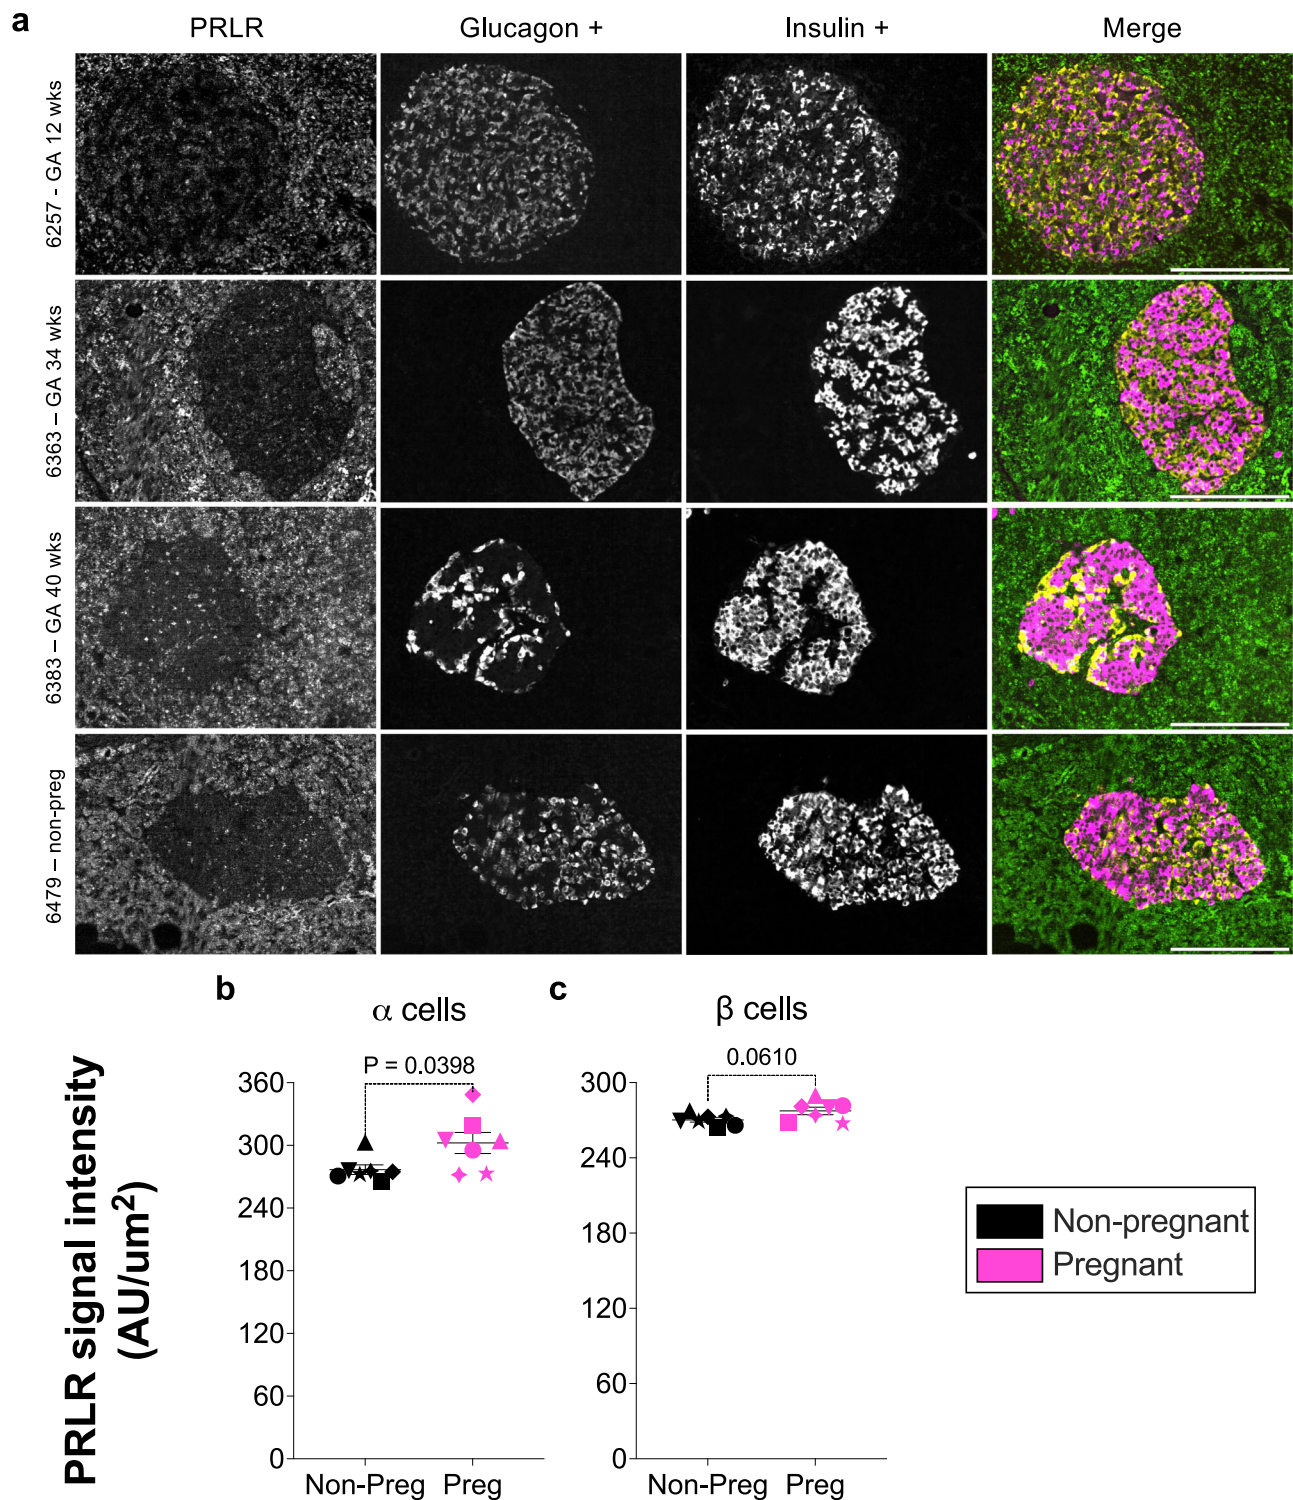 a
PRLR
Glucagon +
Insulin +
Merge
6257 - GA 12 wks
6363 – GA 34 wks
6383 – GA 40 wks
6479 – non-preg
b
α cells
P = 0.0398
PRLR signal intensity
(AU/um²)
360
300
240
180
120
60
0
Non-Preg
Preg
c
β cells
0.0610
300
240
180
120
60
0
Non-Preg
Preg
Non-pregnant
Pregnant